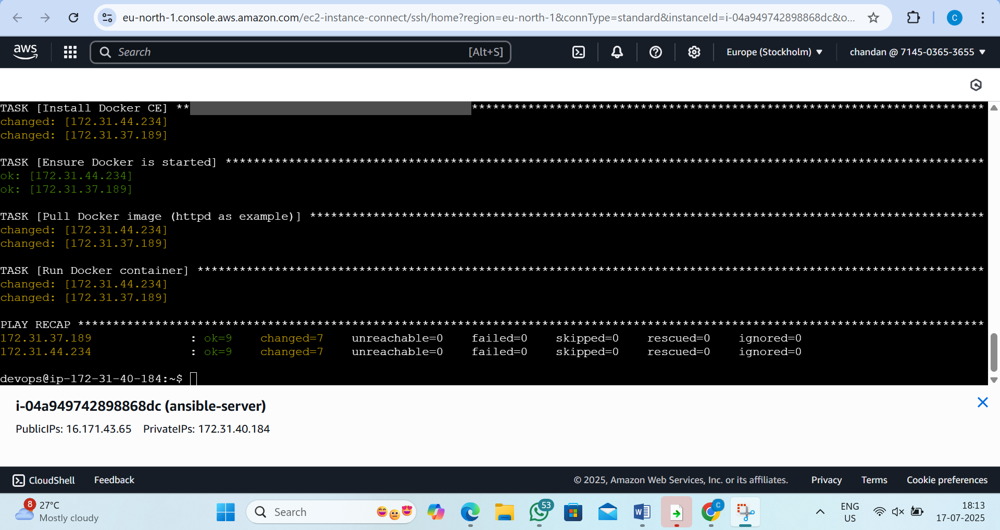 eu-north-1.console.aws.amazon.com/ec2-instance-connect/ssh/home?region=eu-north-1&connType=standard&instanceId=i-04a949742898868dc&o...
C
aws
Search [Alt+S]
Europe (Stockholm) ▼
chandan @ 7145-0365-3655 ▼
TASK [Install Docker CE] ***************************************************************************************************************
changed: [172.31.44.234]
changed: [172.31.37.189]
TASK [Ensure Docker is started] ************************************************************************************************************
ok: [172.31.44.234]
ok: [172.31.37.189]
TASK [Pull Docker image (httpd as example)] ************************************************************************************************
changed: [172.31.44.234]
changed: [172.31.37.189]
TASK [Run Docker container] ****************************************************************************************************************
changed: [172.31.44.234]
changed: [172.31.37.189]
PLAY RECAP *********************************************************************************************************************************
172.31.37.189 : ok=9 changed=7 unreachable=0 failed=0 skipped=0 rescued=0 ignored=0
172.31.44.234 : ok=9 changed=7 unreachable=0 failed=0 skipped=0 rescued=0 ignored=0
devops@ip-172-31-40-184:~$
i-04a949742898868dc (ansible-server)
PublicIPs: 16.171.43.65 PrivateIPs: 172.31.40.184
CloudShell Feedback © 2025, Amazon Web Services, Inc. or its affiliates. Privacy Terms Cookie preferences
8
27°C
Mostly cloudy
Search
53
W
C
ENG
US
18:13
17-07-2025